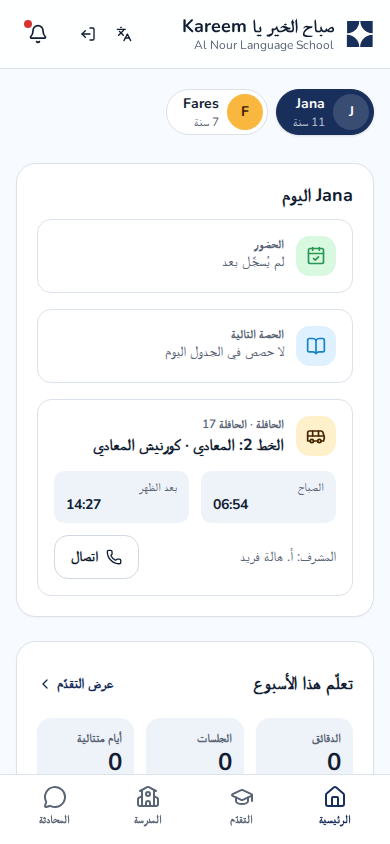 صباح الخير يا Kareem
Al Nour Language School
J
Jana
11 سنة
F
Fares
7 سنة
Jana اليوم
الحضور
لم يُسجَّل بعد
الحصة التالية
لا حصص في الجدول اليوم
الحافلة · الحافلة 17
الخط 2: المعادي · كورنيش المعادي
الصباح
06:54
بعد الظهر
14:27
المشرف: أ. هالة فريد
اتصال
تعلّم هذا الأسبوع
عرض التقدّم
الدقائق
0
الجلسات
0
أيام متتالية
0
الرئيسية
التقدّم
المدرسة
المحادثة